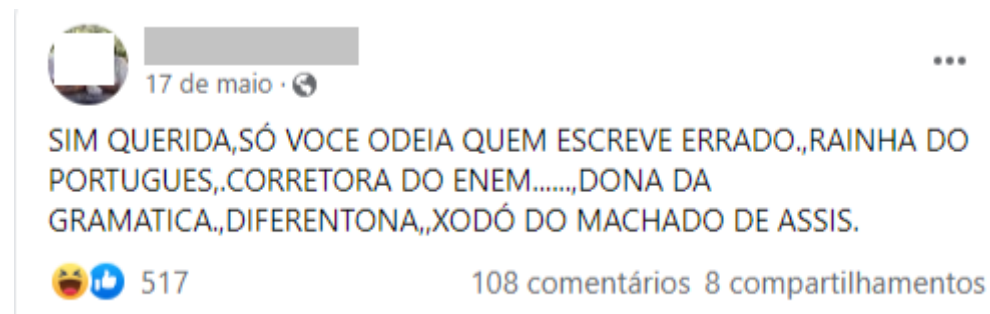 17 de maio ·
SIM QUERIDA,SÓ VOCE ODEIA QUEM ESCREVE ERRADO.,RAINHA DO
PORTUGUES,.CORRETORA DO ENEM......,DONA DA
GRAMATICA.,DIFERENTONA,,XODÓ DO MACHADO DE ASSIS.
517 108 comentários 8 compartilhamentos